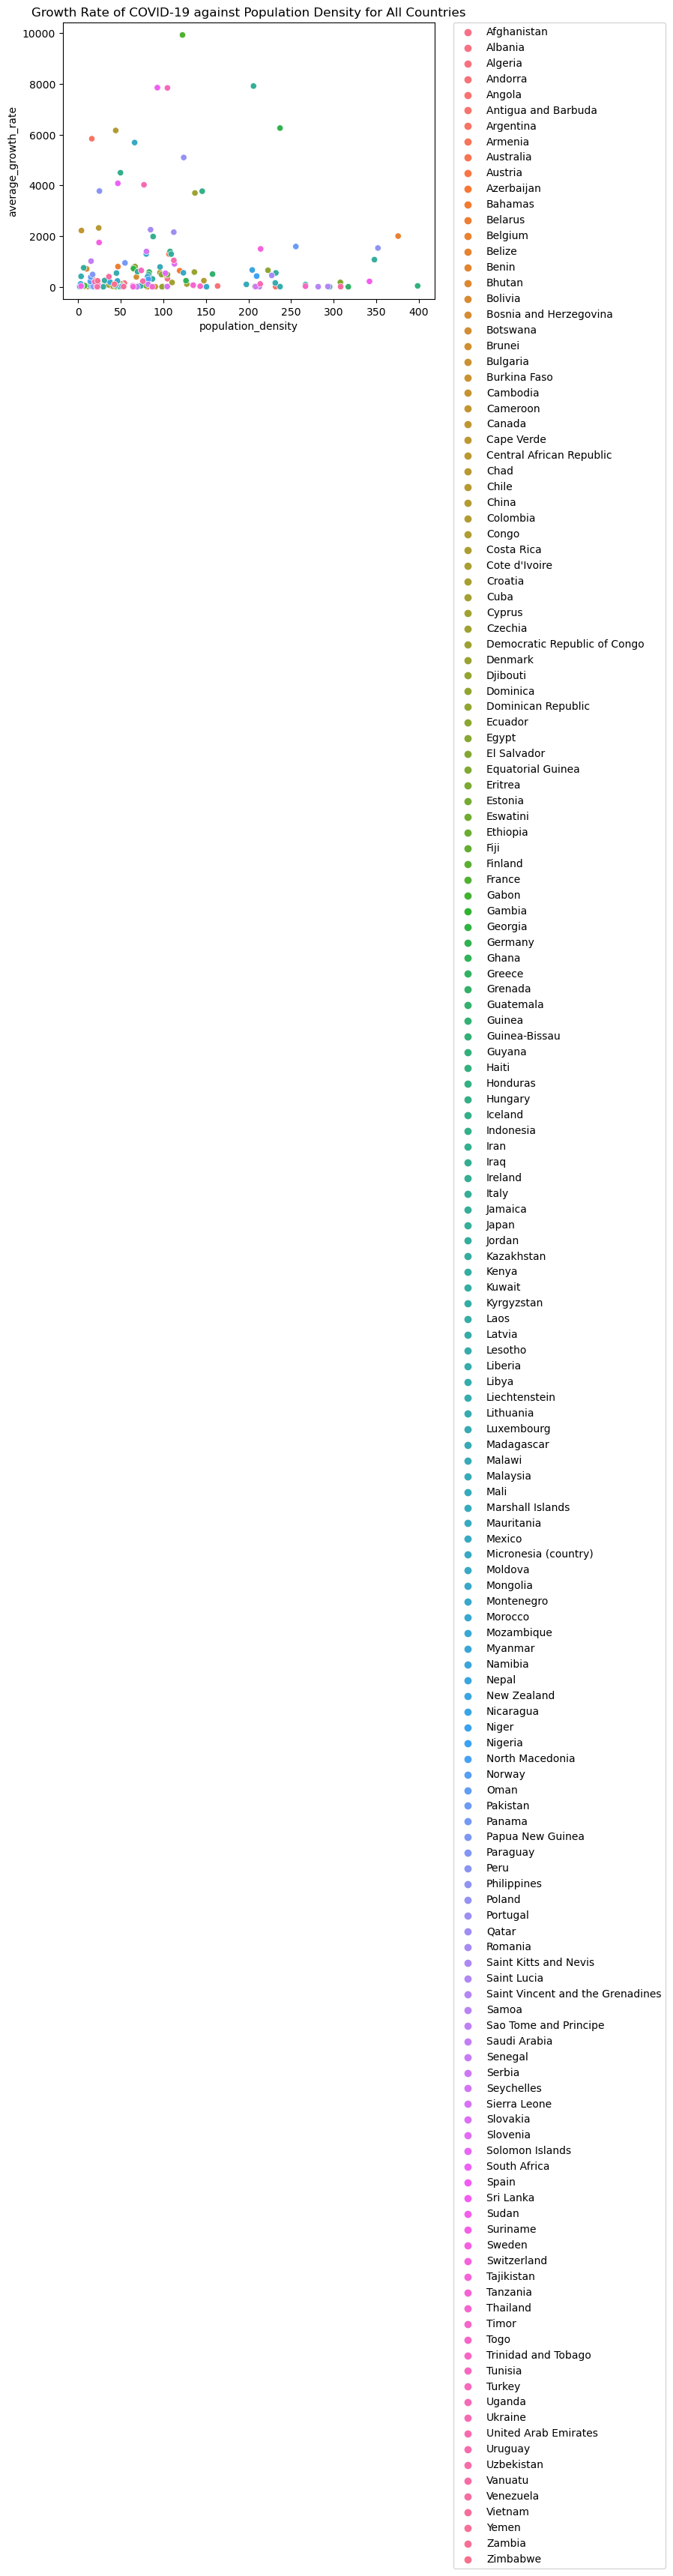 Growth Rate of COVID-19 against Population Density for All Countries
10000
8000
6000
4000
2000
0
average_growth_rate
0 50 100 150 200 250 300 350 400
population_density
Afghanistan
Albania
Algeria
Andorra
Angola
Antigua and Barbuda
Argentina
Armenia
Australia
Austria
Azerbaijan
Bahamas
Belarus
Belgium
Belize
Benin
Bhutan
Bolivia
Bosnia and Herzegovina
Botswana
Brunei
Bulgaria
Burkina Faso
Cambodia
Cameroon
Canada
Cape Verde
Central African Republic
Chad
Chile
China
Colombia
Congo
Costa Rica
Cote d'Ivoire
Croatia
Cuba
Cyprus
Czechia
Democratic Republic of Congo
Denmark
Djibouti
Dominica
Dominican Republic
Ecuador
Egypt
El Salvador
Equatorial Guinea
Eritrea
Estonia
Eswatini
Ethiopia
Fiji
Finland
France
Gabon
Gambia
Georgia
Germany
Ghana
Greece
Grenada
Guatemala
Guinea
Guinea-Bissau
Guyana
Haiti
Honduras
Hungary
Iceland
Indonesia
Iran
Iraq
Ireland
Italy
Jamaica
Japan
Jordan
Kazakhstan
Kenya
Kuwait
Kyrgyzstan
Laos
Latvia
Lesotho
Liberia
Libya
Liechtenstein
Lithuania
Luxembourg
Madagascar
Malawi
Malaysia
Mali
Marshall Islands
Mauritania
Mexico
Micronesia (country)
Moldova
Mongolia
Montenegro
Morocco
Mozambique
Myanmar
Namibia
Nepal
New Zealand
Nicaragua
Niger
Nigeria
North Macedonia
Norway
Oman
Pakistan
Panama
Papua New Guinea
Paraguay
Peru
Philippines
Poland
Portugal
Qatar
Romania
Saint Kitts and Nevis
Saint Lucia
Saint Vincent and the Grenadines
Samoa
Sao Tome and Principe
Saudi Arabia
Senegal
Serbia
Seychelles
Sierra Leone
Slovakia
Slovenia
Solomon Islands
South Africa
Spain
Sri Lanka
Sudan
Suriname
Sweden
Switzerland
Tajikistan
Tanzania
Thailand
Timor
Togo
Trinidad and Tobago
Tunisia
Turkey
Uganda
Ukraine
United Arab Emirates
Uruguay
Uzbekistan
Vanuatu
Venezuela
Vietnam
Yemen
Zambia
Zimbabwe